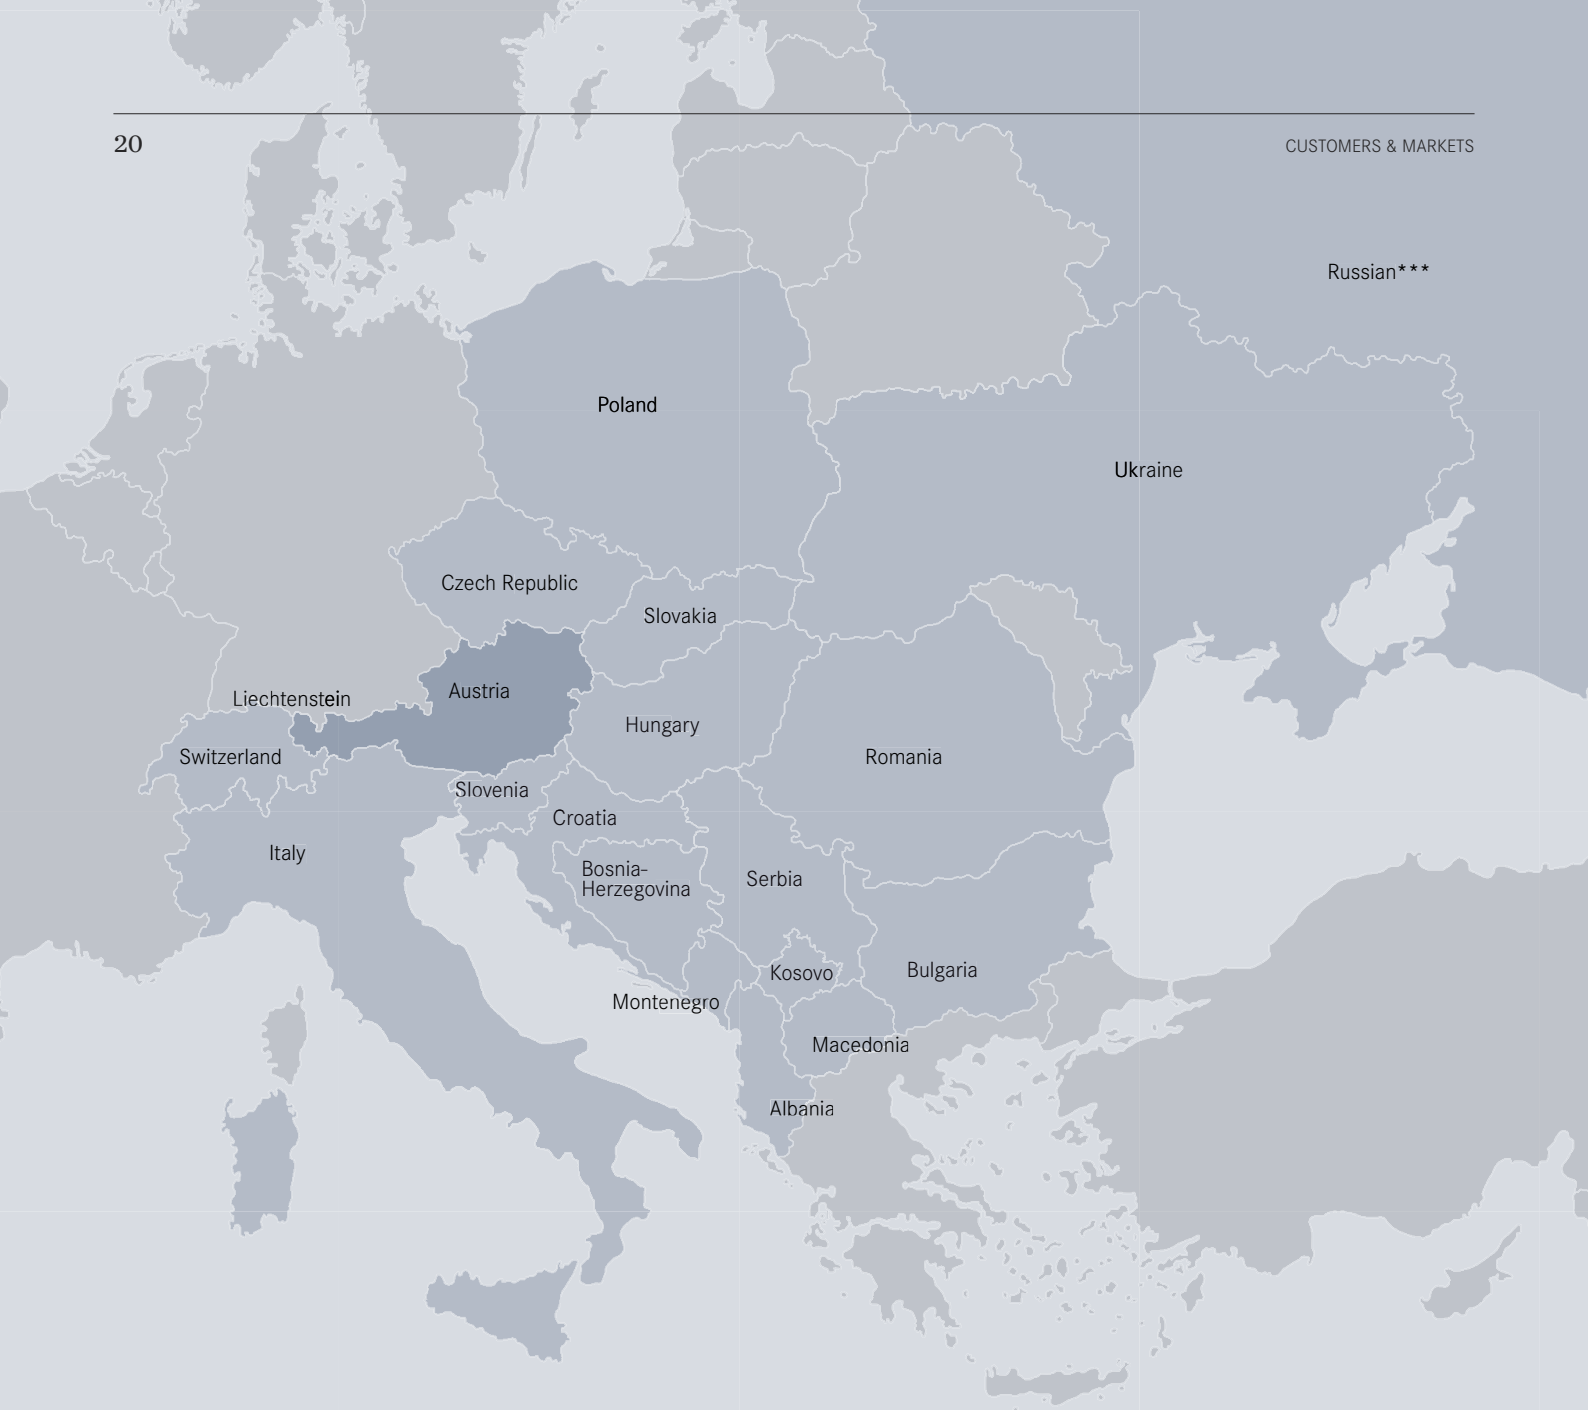 20
CUSTOMERS & MARKETS
Russian***
Poland
Ukraine
Czech Republic
Slovakia
Austria
Liechtenstein
Hungary
Switzerland
Romania
Slovenia
Croatia
Italy
Bosnia-
Herzegovina
Serbia
Kosovo
Bulgaria
Montenegro
Macedonia
Albania